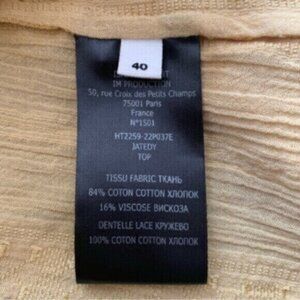 40
IM PRODUCTION
50, rue Croix des Petits Champs
75001 Paris
France
N°1501
HT2259-22P037E
JATEDY
TOP
TISSU FABRIC ТКАНЬ
84% COTON COTTON ХЛОПОК
16% VISCOSE ВИСКОЗА
DENTELLE LACE КРУЖЕВО
100% COTON COTTON ХЛОПОК